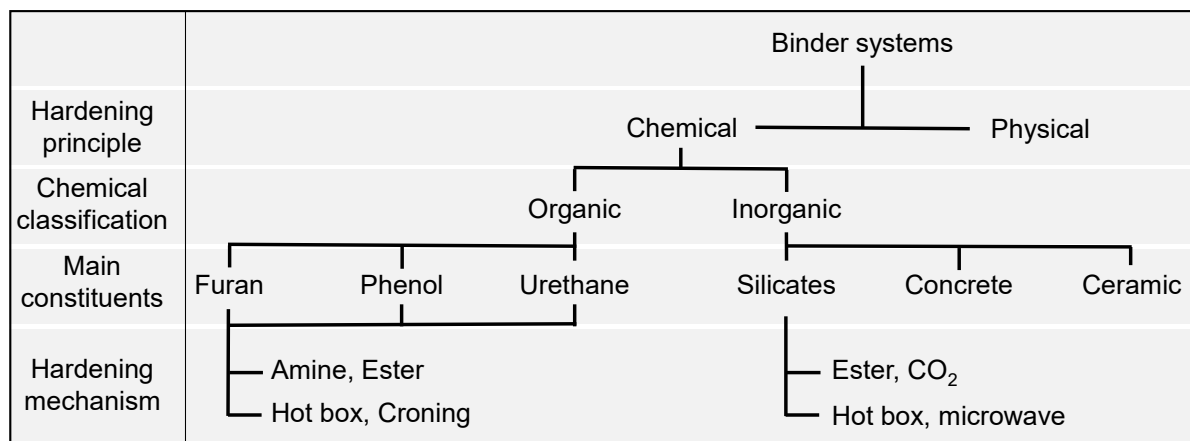 Binder systems
Hardening
principle
Chemical
Physical
Chemical
classification
Organic
Inorganic
Main
constituents
Furan
Phenol
Urethane
Silicates
Concrete
Ceramic
Hardening
mechanism
Amine, Ester
Hot box, Croning
Ester, CO₂
Hot box, microwave